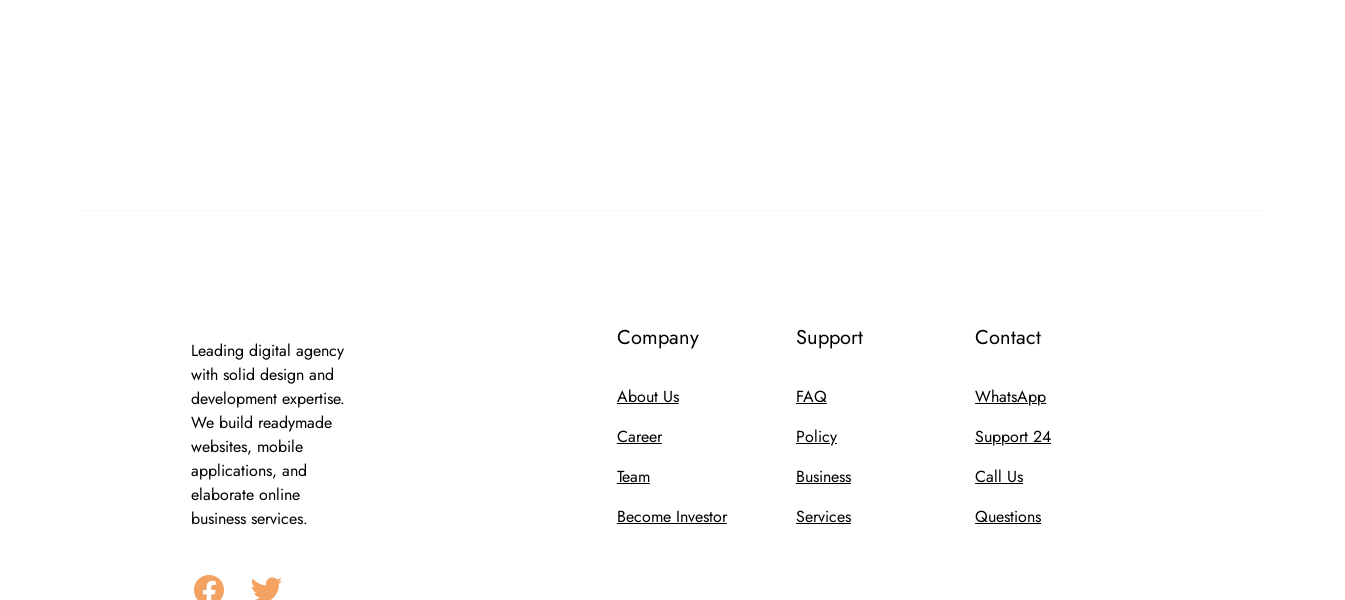 Leading digital agency
with solid design and
development expertise.
We build readymade
websites, mobile
applications, and
elaborate online
business services.
Company
About Us
Career
Team
Become Investor
Support
FAQ
Policy
Business
Services
Contact
WhatsApp
Support 24
Call Us
Questions